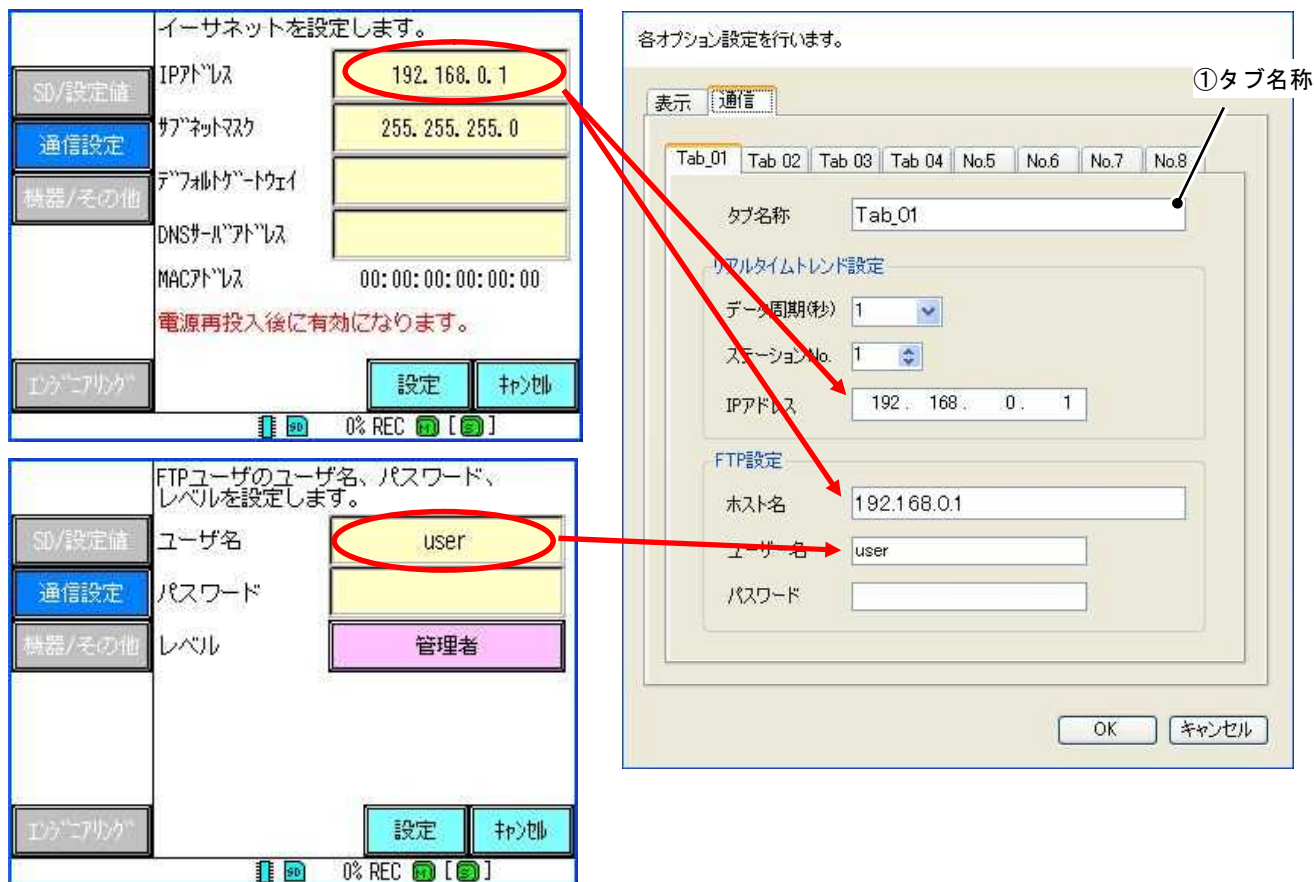 イーサネットを設定します。
IPアドレス
192.168.0.1
SD/設定値
サブネットマスク
255.255.255.0
通信設定
デフォルトゲートウェイ
機器/その他
DNSサーバアドレス
MACアドレス
00:00:00:00:00:00
電源再投入後に有効になります。
エンジニアリング
設定
キャンセル
0% REC [ ]
FTPユーザのユーザ名、パスワード、
レベルを設定します。
SD/設定値
ユーザ名
user
通信設定
パスワード
機器/その他
レベル
管理者
エンジニアリング
設定
キャンセル
0% REC [ ]
各オプション設定を行います。
①タブ名称
表示 通信
Tab_01 Tab 02 Tab 03 Tab 04 No.5 No.6 No.7 No.8
タブ名称 Tab_01
リアルタイムトレンド設定
データ周期(秒) 1
ステーションNo. 1
IPアドレス 192. 168. 0. 1
FTP設定
ホスト名 192.168.0.1
ユーザー名 user
パスワード
OK キャンセル